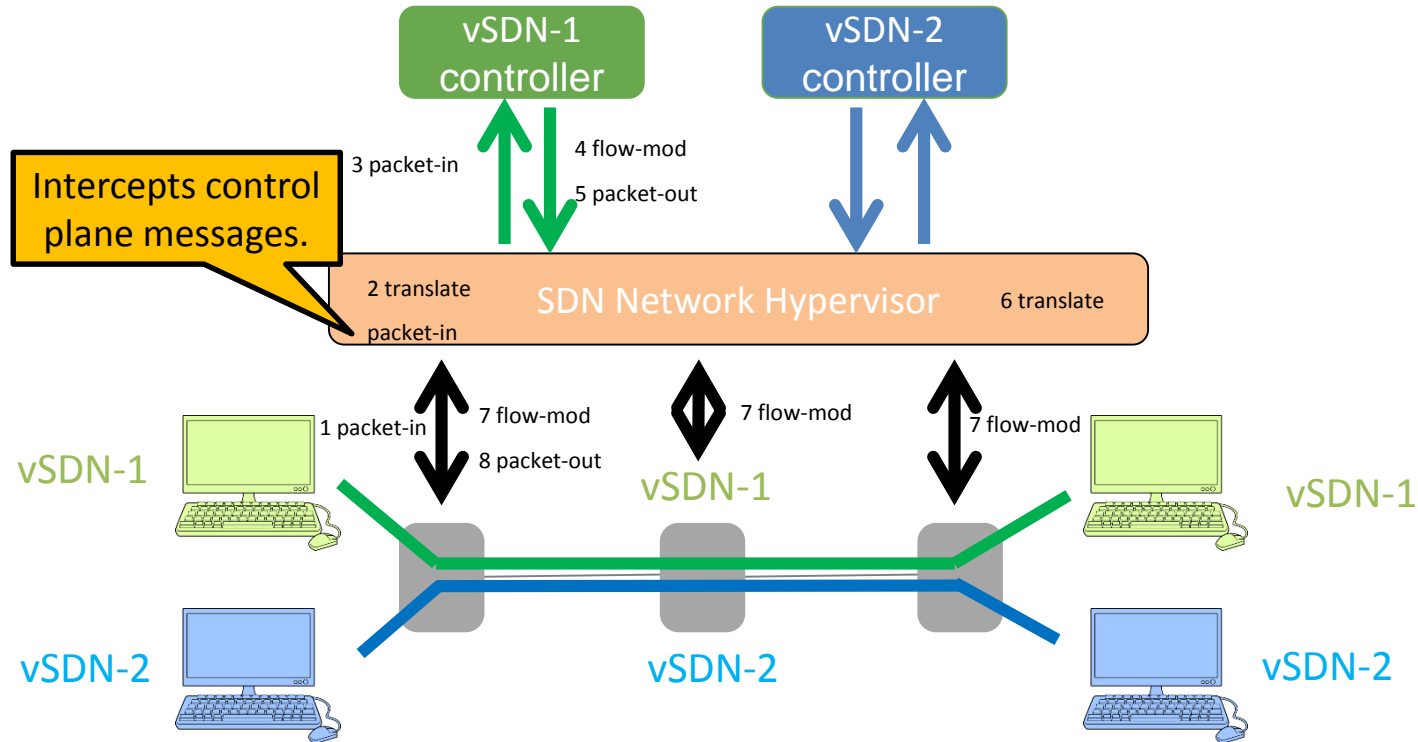 vSDN-1
controller
vSDN-2
controller
3 packet-in
4 flow-mod
5 packet-out
Intercepts control
plane messages.
2 translate
packet-in
SDN Network Hypervisor
6 translate
1 packet-in
7 flow-mod
8 packet-out
7 flow-mod
7 flow-mod
vSDN-1
vSDN-1
vSDN-1
vSDN-2
vSDN-2
vSDN-2